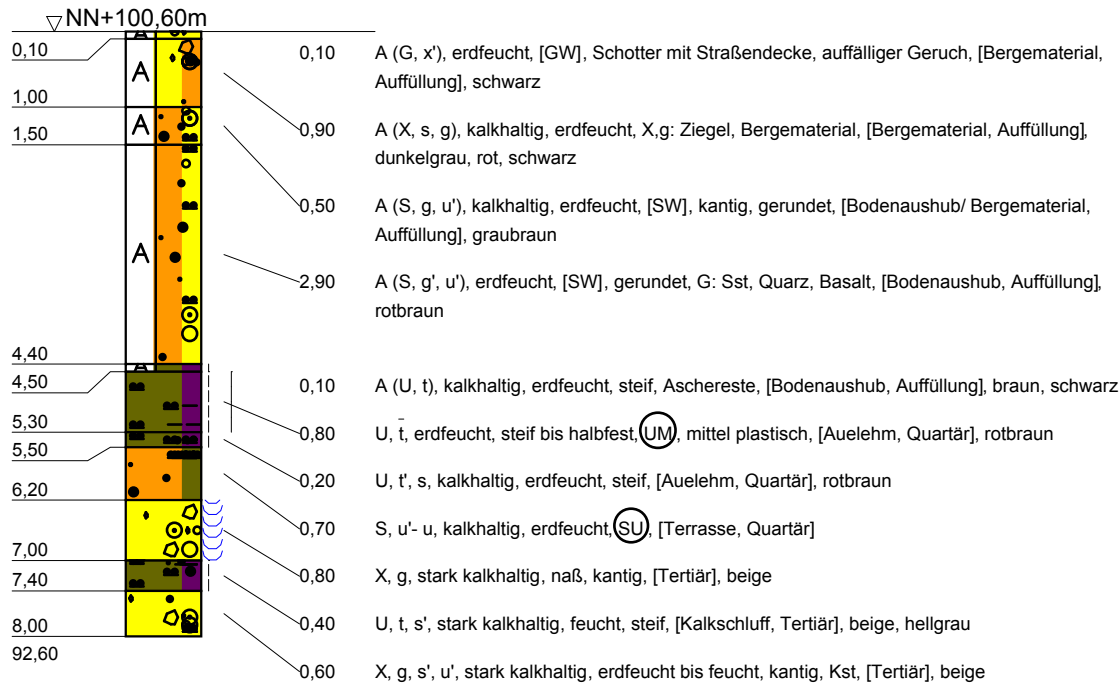 NN+100,60m
0,10
1,00
1,50
4,40
4,50
5,30
5,50
6,20
7,00
7,40
8,00
92,60
A
A
A
A
A
0,10 A (G, x'), erdfeucht, [GW], Schotter mit Straßendecke, auffälliger Geruch, [Bergematerial,
Auffüllung], schwarz
0,90 A (X, s, g), kalkhaltig, erdfeucht, X,g: Ziegel, Bergematerial, [Bergematerial, Auffüllung],
dunkelgrau, rot, schwarz
0,50 A (S, g, u'), kalkhaltig, erdfeucht, [SW], kantig, gerundet, [Bodenaushub/ Bergematerial,
Auffüllung], graubraun
2,90 A (S, g', u'), erdfeucht, [SW], gerundet, G: Sst, Quarz, Basalt, [Bodenaushub, Auffüllung],
rotbraun
0,10 A (U, t), kalkhaltig, erdfeucht, steif, Aschereste, [Bodenaushub, Auffüllung], braun, schwarz
0,80 U, t̄, erdfeucht, steif bis halbfest, UM, mittel plastisch, [Auelehm, Quartär], rotbraun
0,20 U, t', s, kalkhaltig, erdfeucht, steif, [Auelehm, Quartär], rotbraun
0,70 S, u'- u, kalkhaltig, erdfeucht, SU, [Terrasse, Quartär]
0,80 X, g, stark kalkhaltig, naß, kantig, [Tertiär], beige
0,40 U, t, s', stark kalkhaltig, feucht, steif, [Kalkschluff, Tertiär], beige, hellgrau
0,60 X, g, s', u', stark kalkhaltig, erdfeucht bis feucht, kantig, Kst, [Tertiär], beige